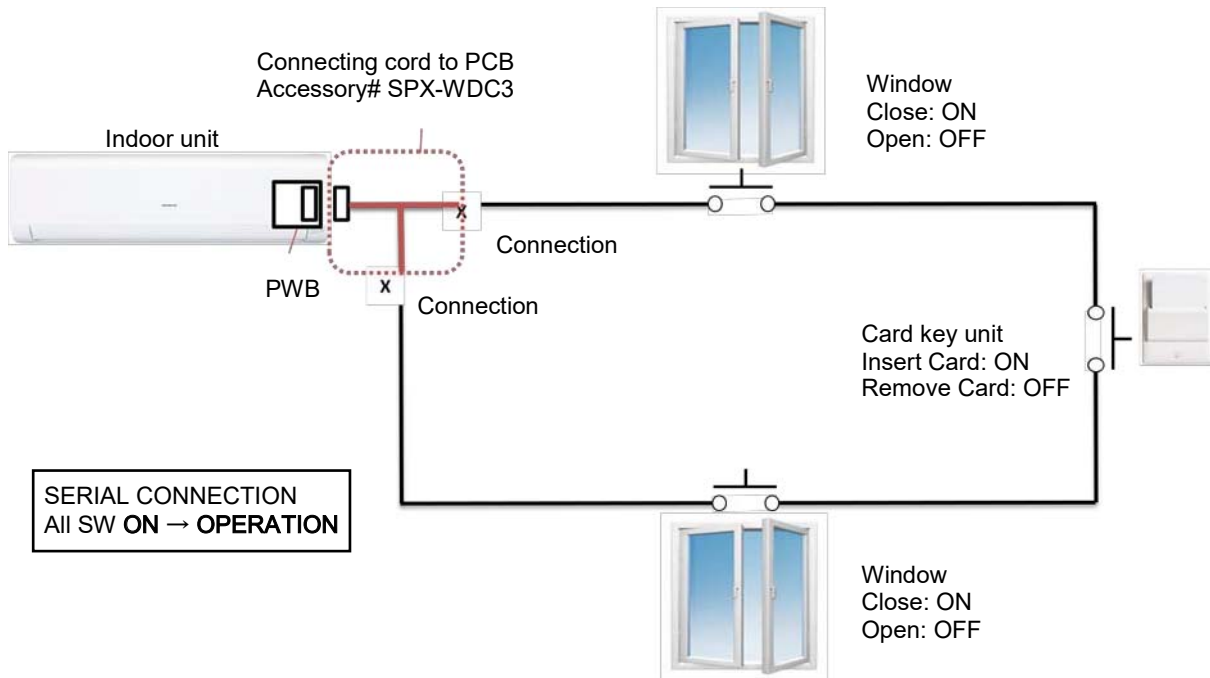 Connecting cord to PCB
Accessory# SPX-WDC3
Indoor unit
Window
Close: ON
Open: OFF
X
Connection
PWB
X
Connection
Card key unit
Insert Card: ON
Remove Card: OFF
SERIAL CONNECTION
All SW ON → OPERATION
Window
Close: ON
Open: OFF